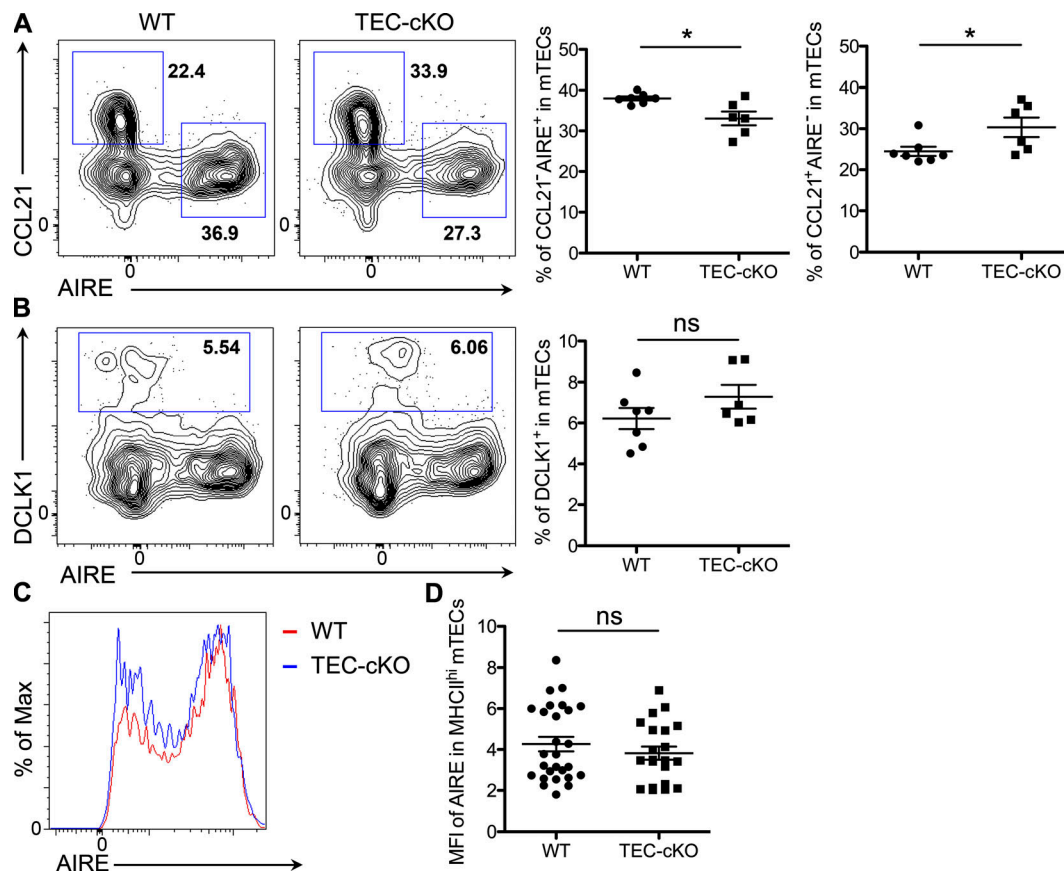 A
WT
TEC-cKO
CCL21
22.4
36.9
0
0
33.9
27.3
0
0
AIRE
% of CCL21⁻AIRE⁺ in mTECs
50
40
30
20
10
0
*
WT
TEC-cKO
% of CCL21⁺AIRE⁻ in mTECs
50
40
30
20
10
0
*
WT
TEC-cKO
B
DCLK1
5.54
0
0
6.06
0
0
AIRE
% of DCLK1⁺ in mTECs
10
8
6
4
2
0
ns
WT
TEC-cKO
C
% of Max
0
0
AIRE
WT
TEC-cKO
D
MFI of AIRE in MHCIIʰⁱ mTECs
10
8
6
4
2
0
ns
WT
TEC-cKO